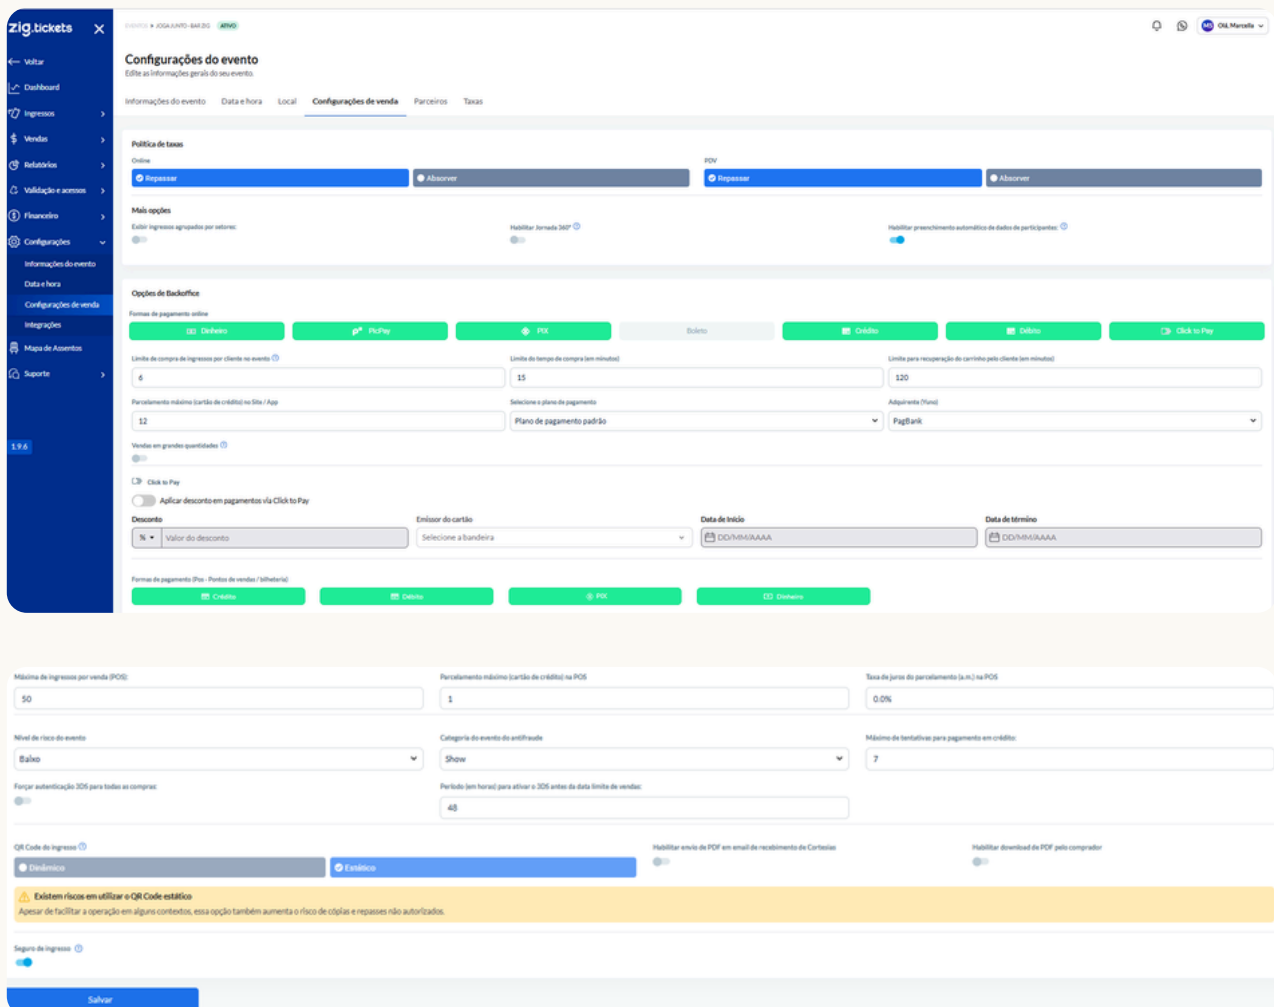 zig.tickets
EVENTOS > JOGA JUNTO - BAR ZIG ATIVO
MS Olá, Marcella
Voltar
Dashboard
Ingressos
Vendas
Relatórios
Validação e acessos
Financeiro
Configurações
Informações do evento
Data e hora
Configurações de venda
Integrações
Mapa de Assentos
Suporte
1.9.6
Configurações do evento
Edite as informações gerais do seu evento.
Informações do evento Data e hora Local Configurações de venda Parceiros Taxas
Política de taxas
Online PDV
Repassar Absorver Repassar Absorver
Mais opções
Exibir ingressos agrupados por setores: Habilitar Jornada 360° Habilitar preenchimento automático de dados de participantes:
Opções de Backoffice
Formas de pagamento online
Dinheiro PicPay PIX Boleto Crédito Débito Click to Pay
Limite de compra de ingressos por cliente no evento Limite do tempo de compra (em minutos) Limite para recuperação do carrinho pelo cliente (em minutos)
6 15 120
Parcelamento máximo (cartão de crédito) no Site / App Selecione o plano de pagamento Adquirente (Yuno)
12 Plano de pagamento padrão PagBank
Vendas em grandes quantidades
Click to Pay
Aplicar desconto em pagamentos via Click to Pay
Desconto Emissor do cartão Data de Início Data de término
% Valor do desconto Selecione a bandeira DD/MM/AAAA DD/MM/AAAA
Formas de pagamento (Pos - Pontos de vendas / bilheteria)
Crédito Débito PIX Dinheiro
Máximo de ingressos por venda (POS): Parcelamento máximo (cartão de crédito) na POS Taxa de juros do parcelamento (a.m.) na POS
50 1 0.0%
Nível de risco do evento Categoria do evento do antifraude Máximo de tentativas para pagamento em crédito:
Baixo Show 7
Forçar autenticação 3DS para todas as compras: Período (em horas) para ativar o 3DS antes da data limite de vendas:
48
QR Code do ingresso Habilitar envio de PDF em email de recebimento de Cortesias Habilitar download de PDF pelo comprador
Dinâmico Estático
Existem riscos em utilizar o QR Code estático
Apesar de facilitar a operação em alguns contextos, essa opção também aumenta o risco de cópias e repasses não autorizados.
Seguro de ingresso
Salvar